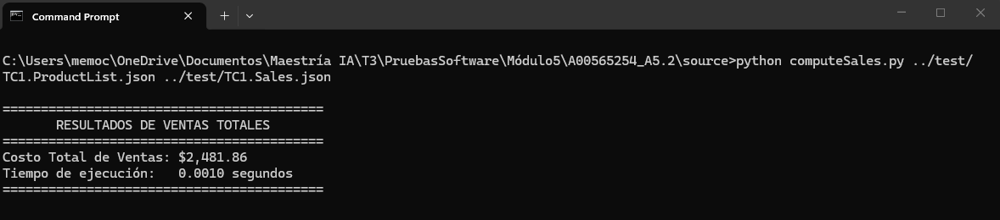 Command Prompt
C:\Users\memoc\OneDrive\Documentos\Maestría IA\T3\PruebasSoftware\Módulo5\A00565254_A5.2\source>python computeSales.py ../test/
TC1.ProductList.json ../test/TC1.Sales.json
==========================================
RESULTADOS DE VENTAS TOTALES
==========================================
Costo Total de Ventas: $2,481.86
Tiempo de ejecución:   0.0010 segundos
==========================================